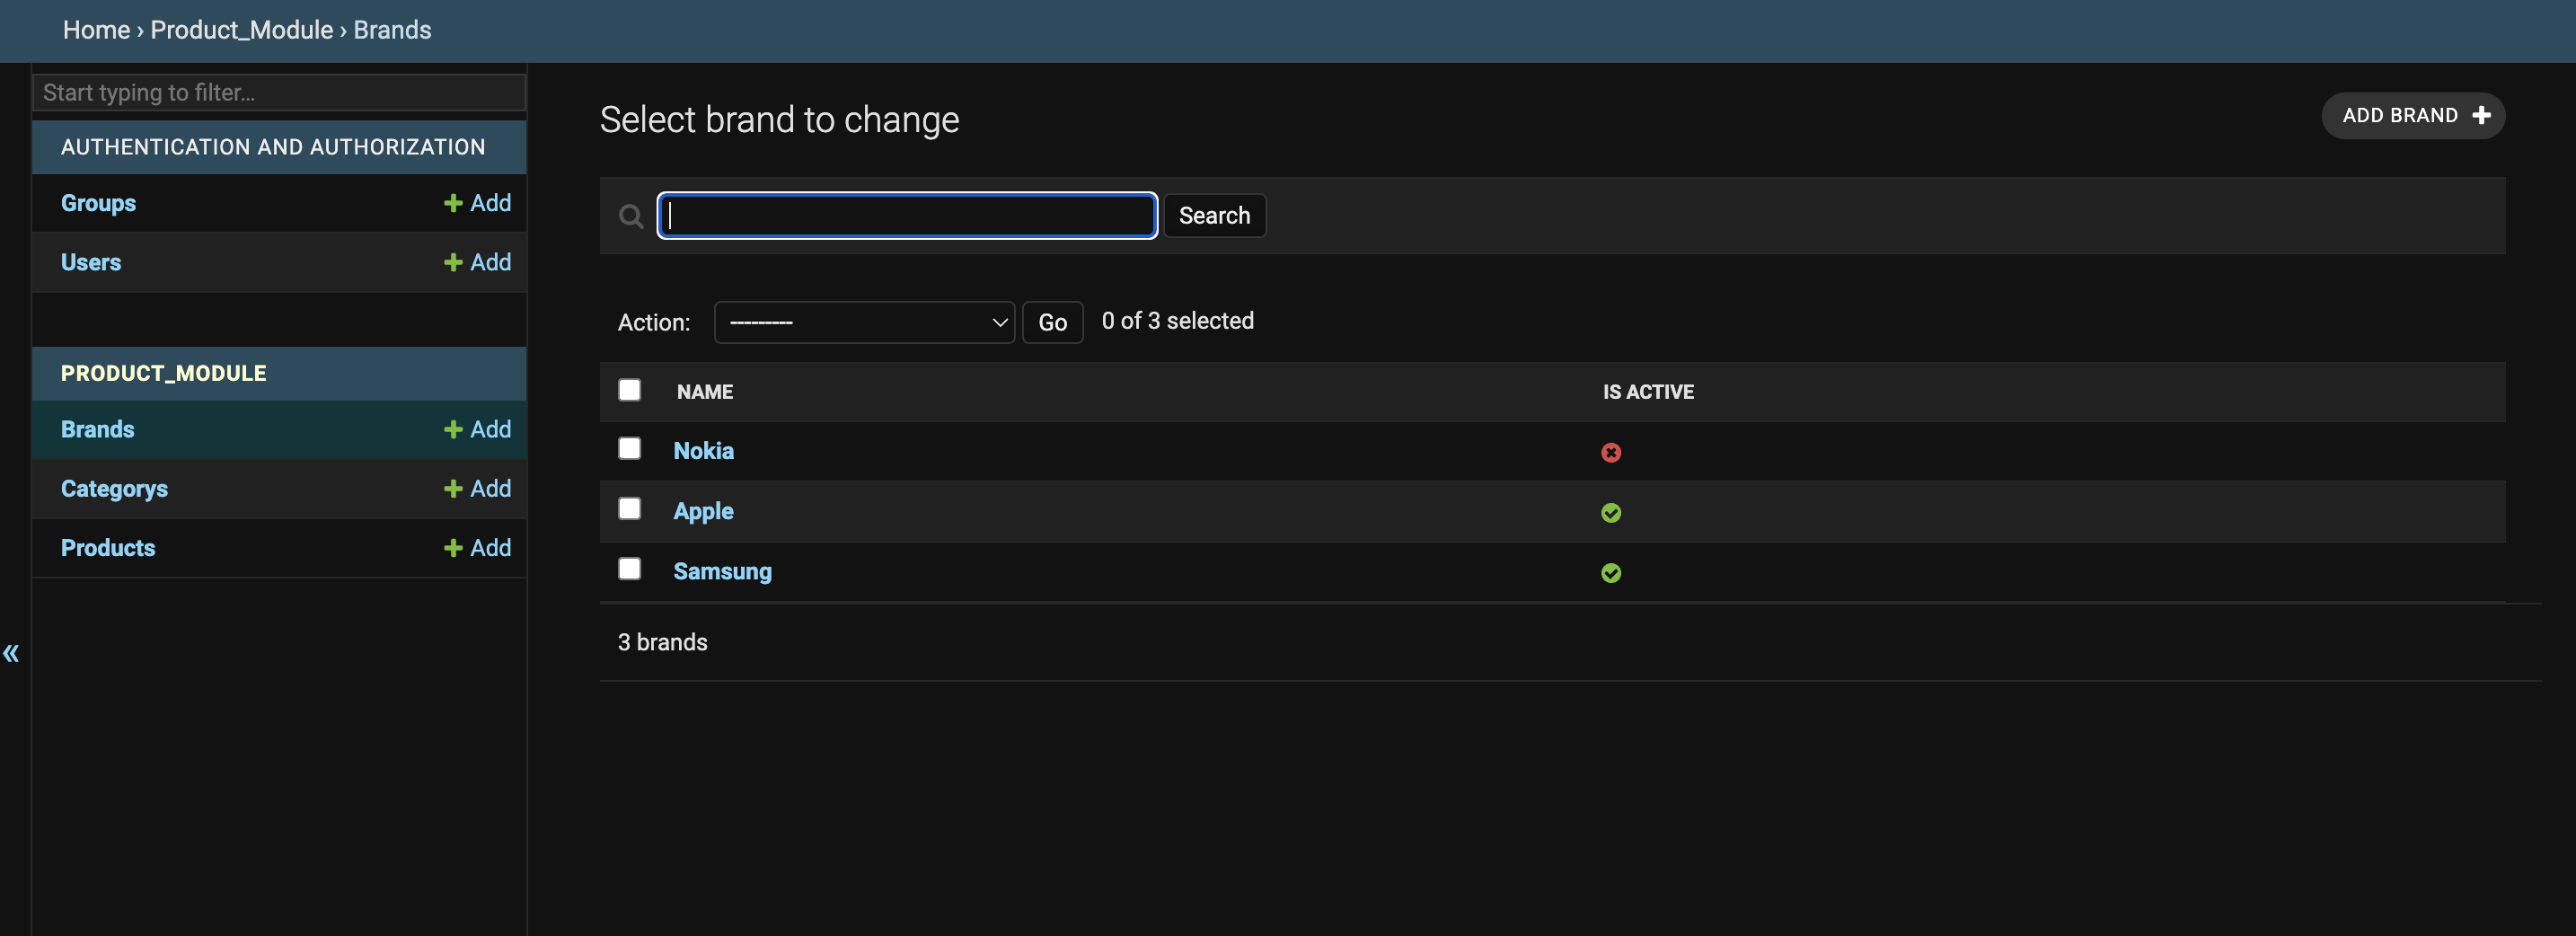 Home › Product_Module › Brands
Start typing to filter…
AUTHENTICATION AND AUTHORIZATION
Groups + Add
Users + Add
PRODUCT_MODULE
Brands + Add
Categorys + Add
Products + Add
«
Select brand to change
ADD BRAND +
Search
Action: --------- Go 0 of 3 selected
NAME IS ACTIVE
Nokia
Apple
Samsung
3 brands